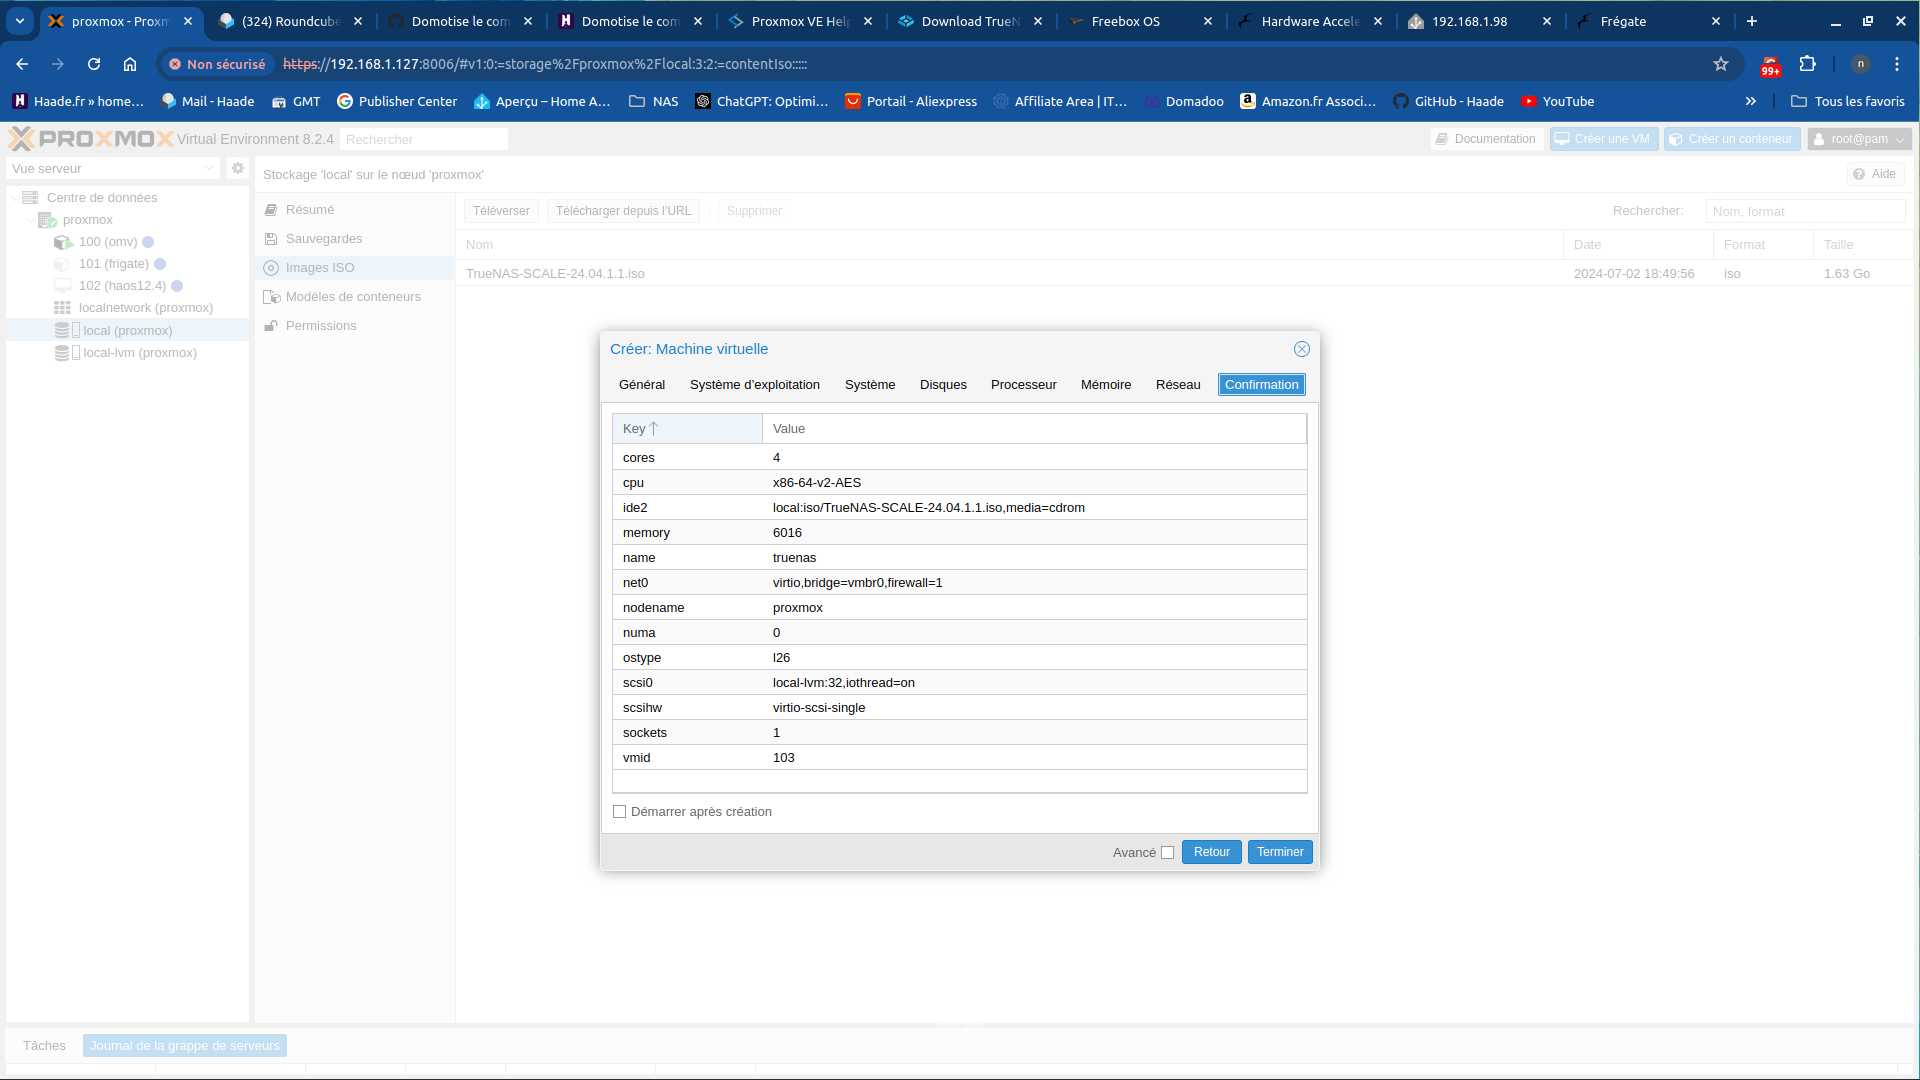 proxmox - Proxm
(324) Roundcube
Domotise le com
Domotise le com
Proxmox VE Help
Download TrueN
Freebox OS
Hardware Accele
192.168.1.98
Frégate
Non sécurisé
https://192.168.1.127:8006/#v1:0:=storage%2Fproxmox%2Flocal:3:2:=contentIso:::::
99+
n
Haade.fr » home…
Mail - Haade
GMT
Publisher Center
Aperçu – Home A…
NAS
ChatGPT: Optimi…
Portail - Aliexpress
Affiliate Area | IT…
Domadoo
Amazon.fr Associ…
GitHub - Haade
YouTube
»
Tous les favoris
PROXMOX Virtual Environment 8.2.4
Rechercher
Documentation
Créer une VM
Créer un conteneur
root@pam
Vue serveur
Stockage 'local' sur le nœud 'proxmox'
Aide
Centre de données
proxmox
100 (omv)
101 (frigate)
102 (haos12.4)
localnetwork (proxmox)
local (proxmox)
local-lvm (proxmox)
Résumé
Sauvegardes
Images ISO
Modèles de conteneurs
Permissions
Téléverser
Télécharger depuis l'URL
Supprimer
Rechercher:
Nom, format
Nom Date Format Taille
TrueNAS-SCALE-24.04.1.1.iso 2024-07-02 18:49:56 iso 1.63 Go
Créer: Machine virtuelle
Général Système d’exploitation Système Disques Processeur Mémoire Réseau Confirmation
Key Value
cores 4
cpu x86-64-v2-AES
ide2 local:iso/TrueNAS-SCALE-24.04.1.1.iso,media=cdrom
memory 6016
name truenas
net0 virtio,bridge=vmbr0,firewall=1
nodename proxmox
numa 0
ostype l26
scsi0 local-lvm:32,iothread=on
scsihw virtio-scsi-single
sockets 1
vmid 103
Démarrer après création
Avancé
Retour
Terminer
Tâches
Journal de la grappe de serveurs